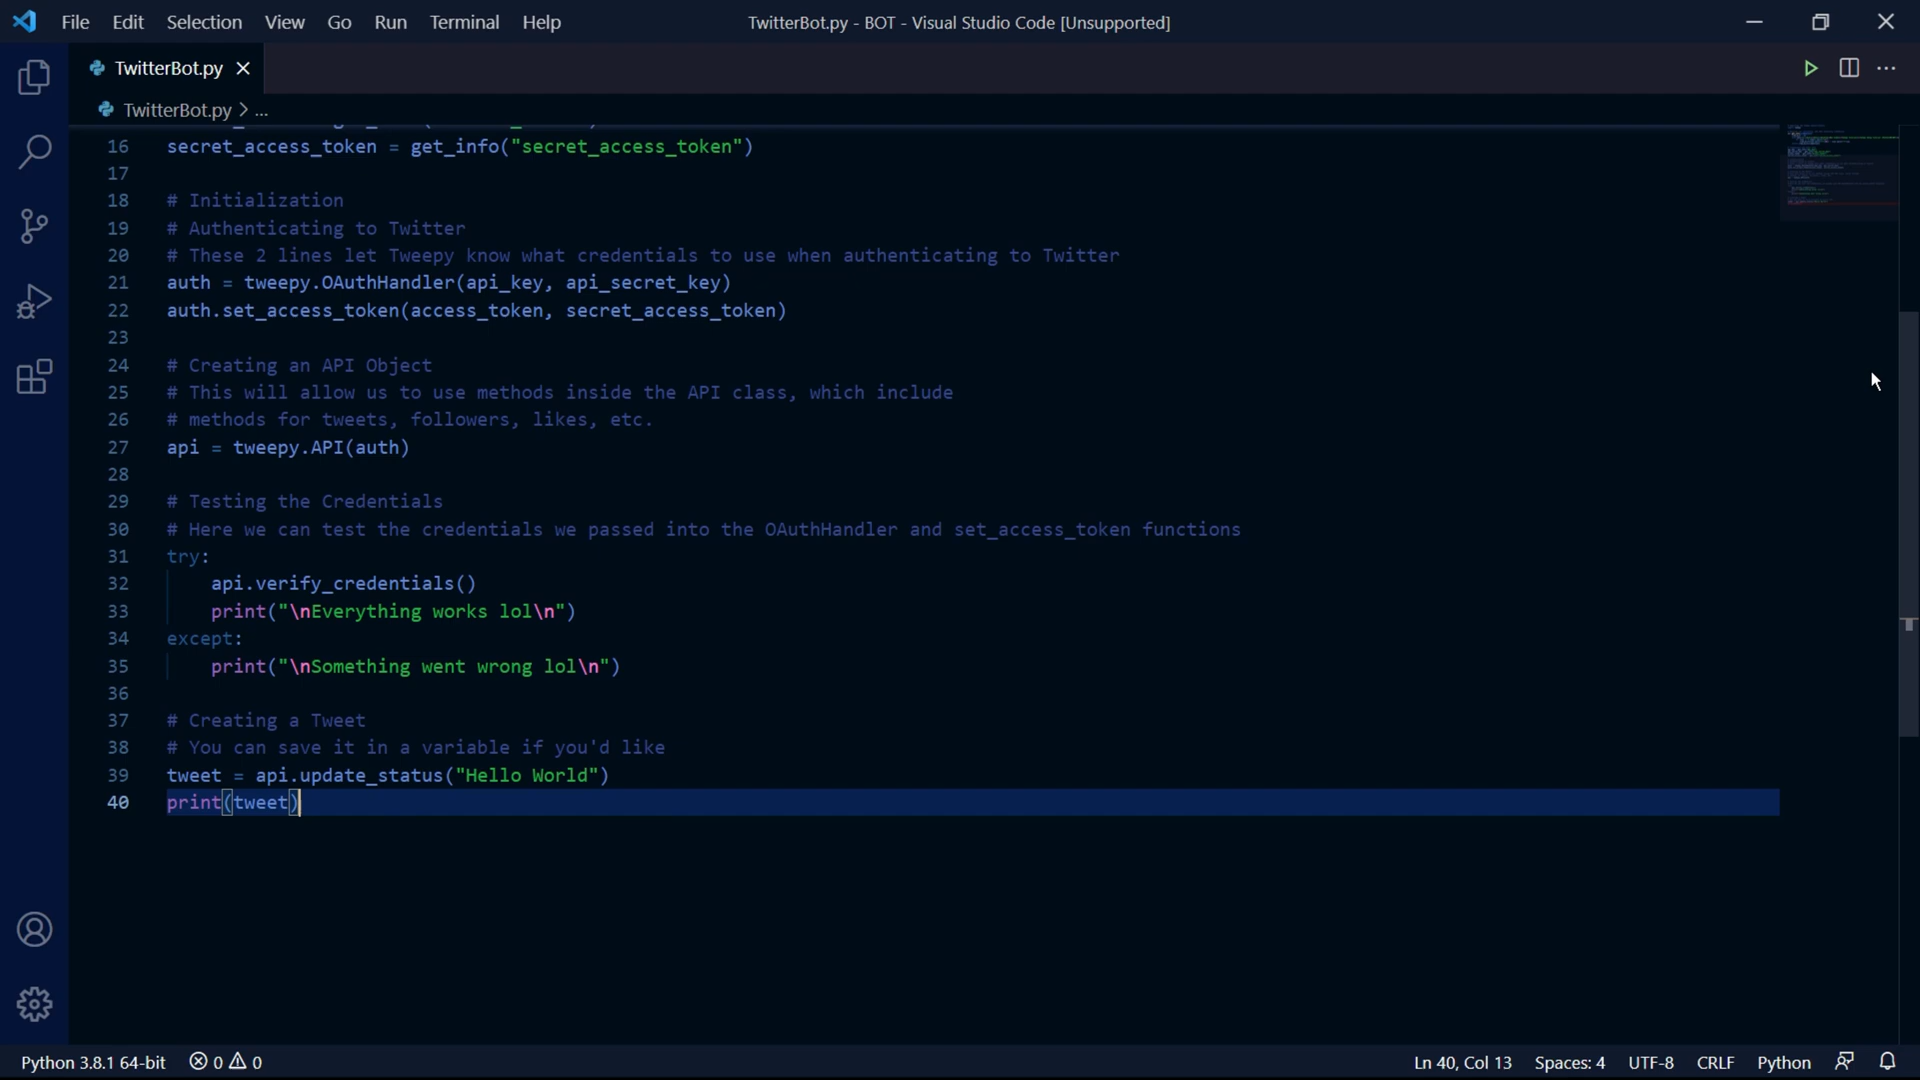 File Edit Selection View Go Run Terminal Help
TwitterBot.py - BOT - Visual Studio Code [Unsupported]
TwitterBot.py
TwitterBot.py > ...
16 secret_access_token = get_info("secret_access_token")
17
18 # Initialization
19 # Authenticating to Twitter
20 # These 2 lines let Tweepy know what credentials to use when authenticating to Twitter
21 auth = tweepy.OAuthHandler(api_key, api_secret_key)
22 auth.set_access_token(access_token, secret_access_token)
23
24 # Creating an API Object
25 # This will allow us to use methods inside the API class, which include
26 # methods for tweets, followers, likes, etc.
27 api = tweepy.API(auth)
28
29 # Testing the Credentials
30 # Here we can test the credentials we passed into the OAuthHandler and set_access_token functions
31 try:
32     api.verify_credentials()
33     print("\nEverything works lol\n")
34 except:
35     print("\nSomething went wrong lol\n")
36
37 # Creating a Tweet
38 # You can save it in a variable if you'd like
39 tweet = api.update_status("Hello World")
40 print(tweet)
Python 3.8.1 64-bit 0 0 Ln 40, Col 13 Spaces: 4 UTF-8 CRLF Python